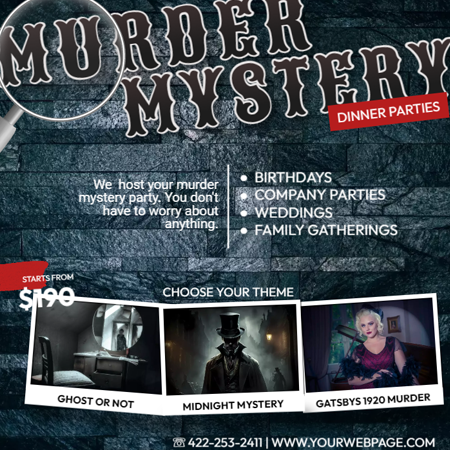 MURDER
MYSTERY
DINNER PARTIES
We host your murder
mystery party. You don't
have to worry about
anything.
• BIRTHDAYS
• COMPANY PARTIES
• WEDDINGS
• FAMILY GATHERINGS
STARTS FROM
$190
CHOOSE YOUR THEME
GHOST OR NOT
MIDNIGHT MYSTERY
GATSBYS 1920 MURDER
☏ 422-253-2411 | WWW.YOURWEBPAGE.COM